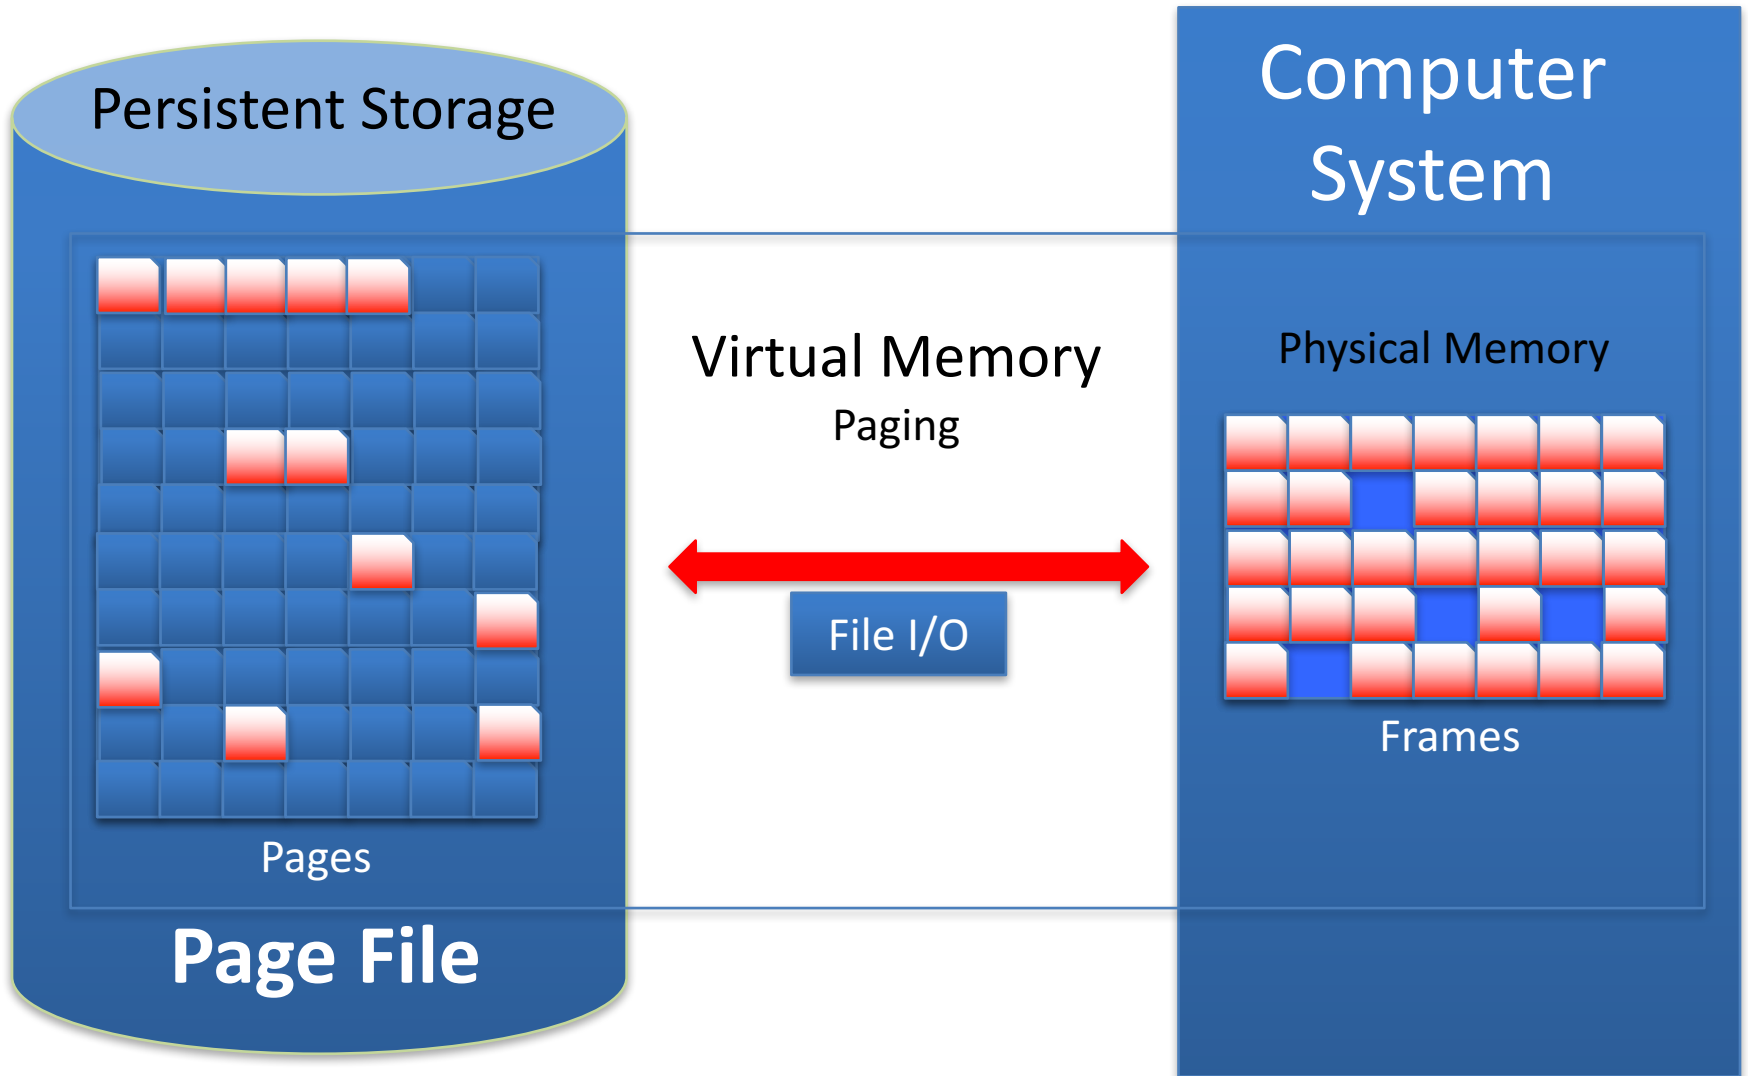 Persistent Storage
Computer
System
Virtual Memory
Paging
Physical Memory
File I/O
Frames
Pages
Page File